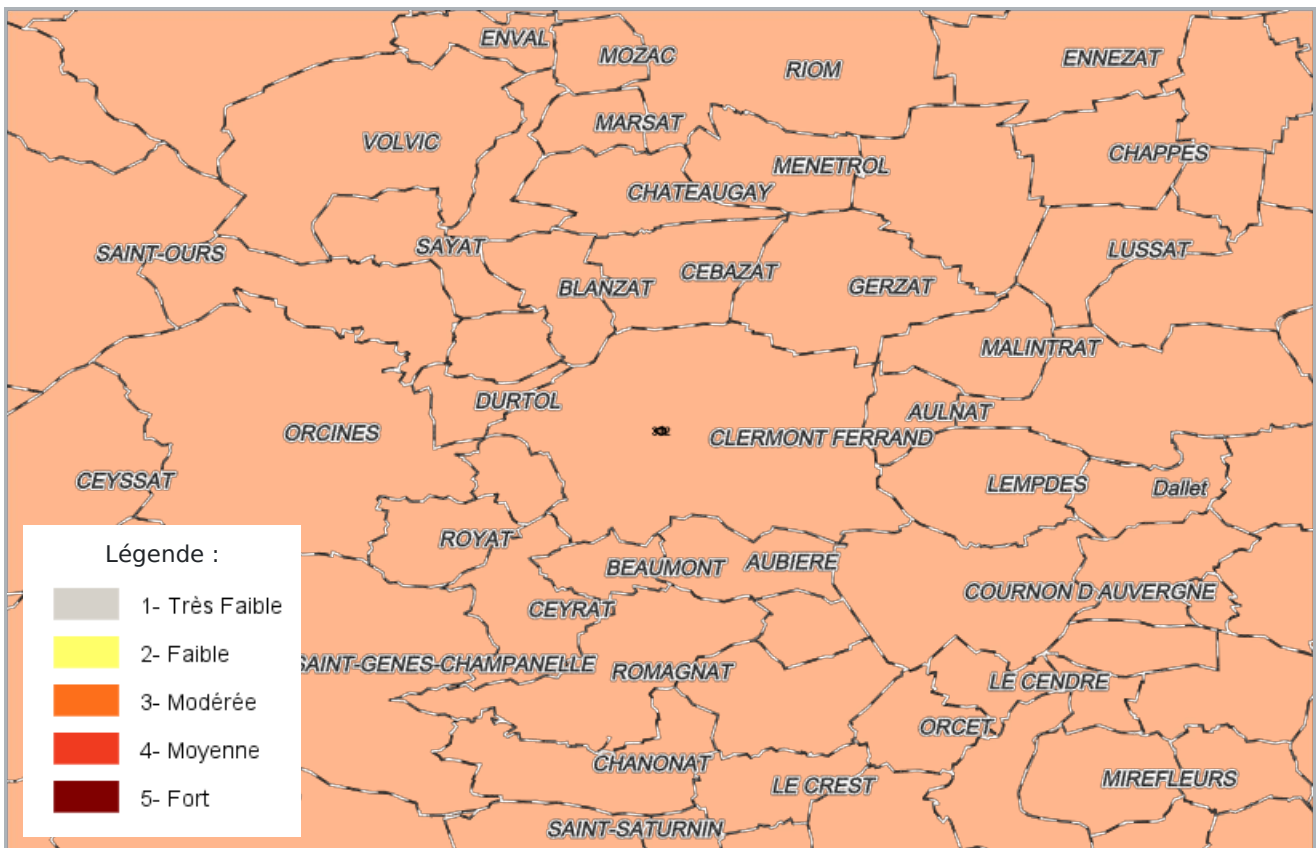 ENVAL
MOZAC
RIOM
ENNEZAT
MARSAT
VOLVIC
CHAPPES
MENETROL
CHATEAUGAY
SAYAT
LUSSAT
SAINT-OURS
CEBAZAT
BLANZAT
GERZAT
MALINTRAT
DURTOL
AULNAT
ORCINES
CLERMONT FERRAND
CEYSSAT
LEMPDES
Dallet
ROYAT
BEAUMONT
AUBIERE
COURNON D AUVERGNE
CEYRAT
SAINT-GENES-CHAMPANELLE
ROMAGNAT
LE CENDRE
ORCET
CHANONAT
LE CREST
MIREFLEURS
SAINT-SATURNIN
Légende :
1- Très Faible
2- Faible
3- Modérée
4- Moyenne
5- Fort